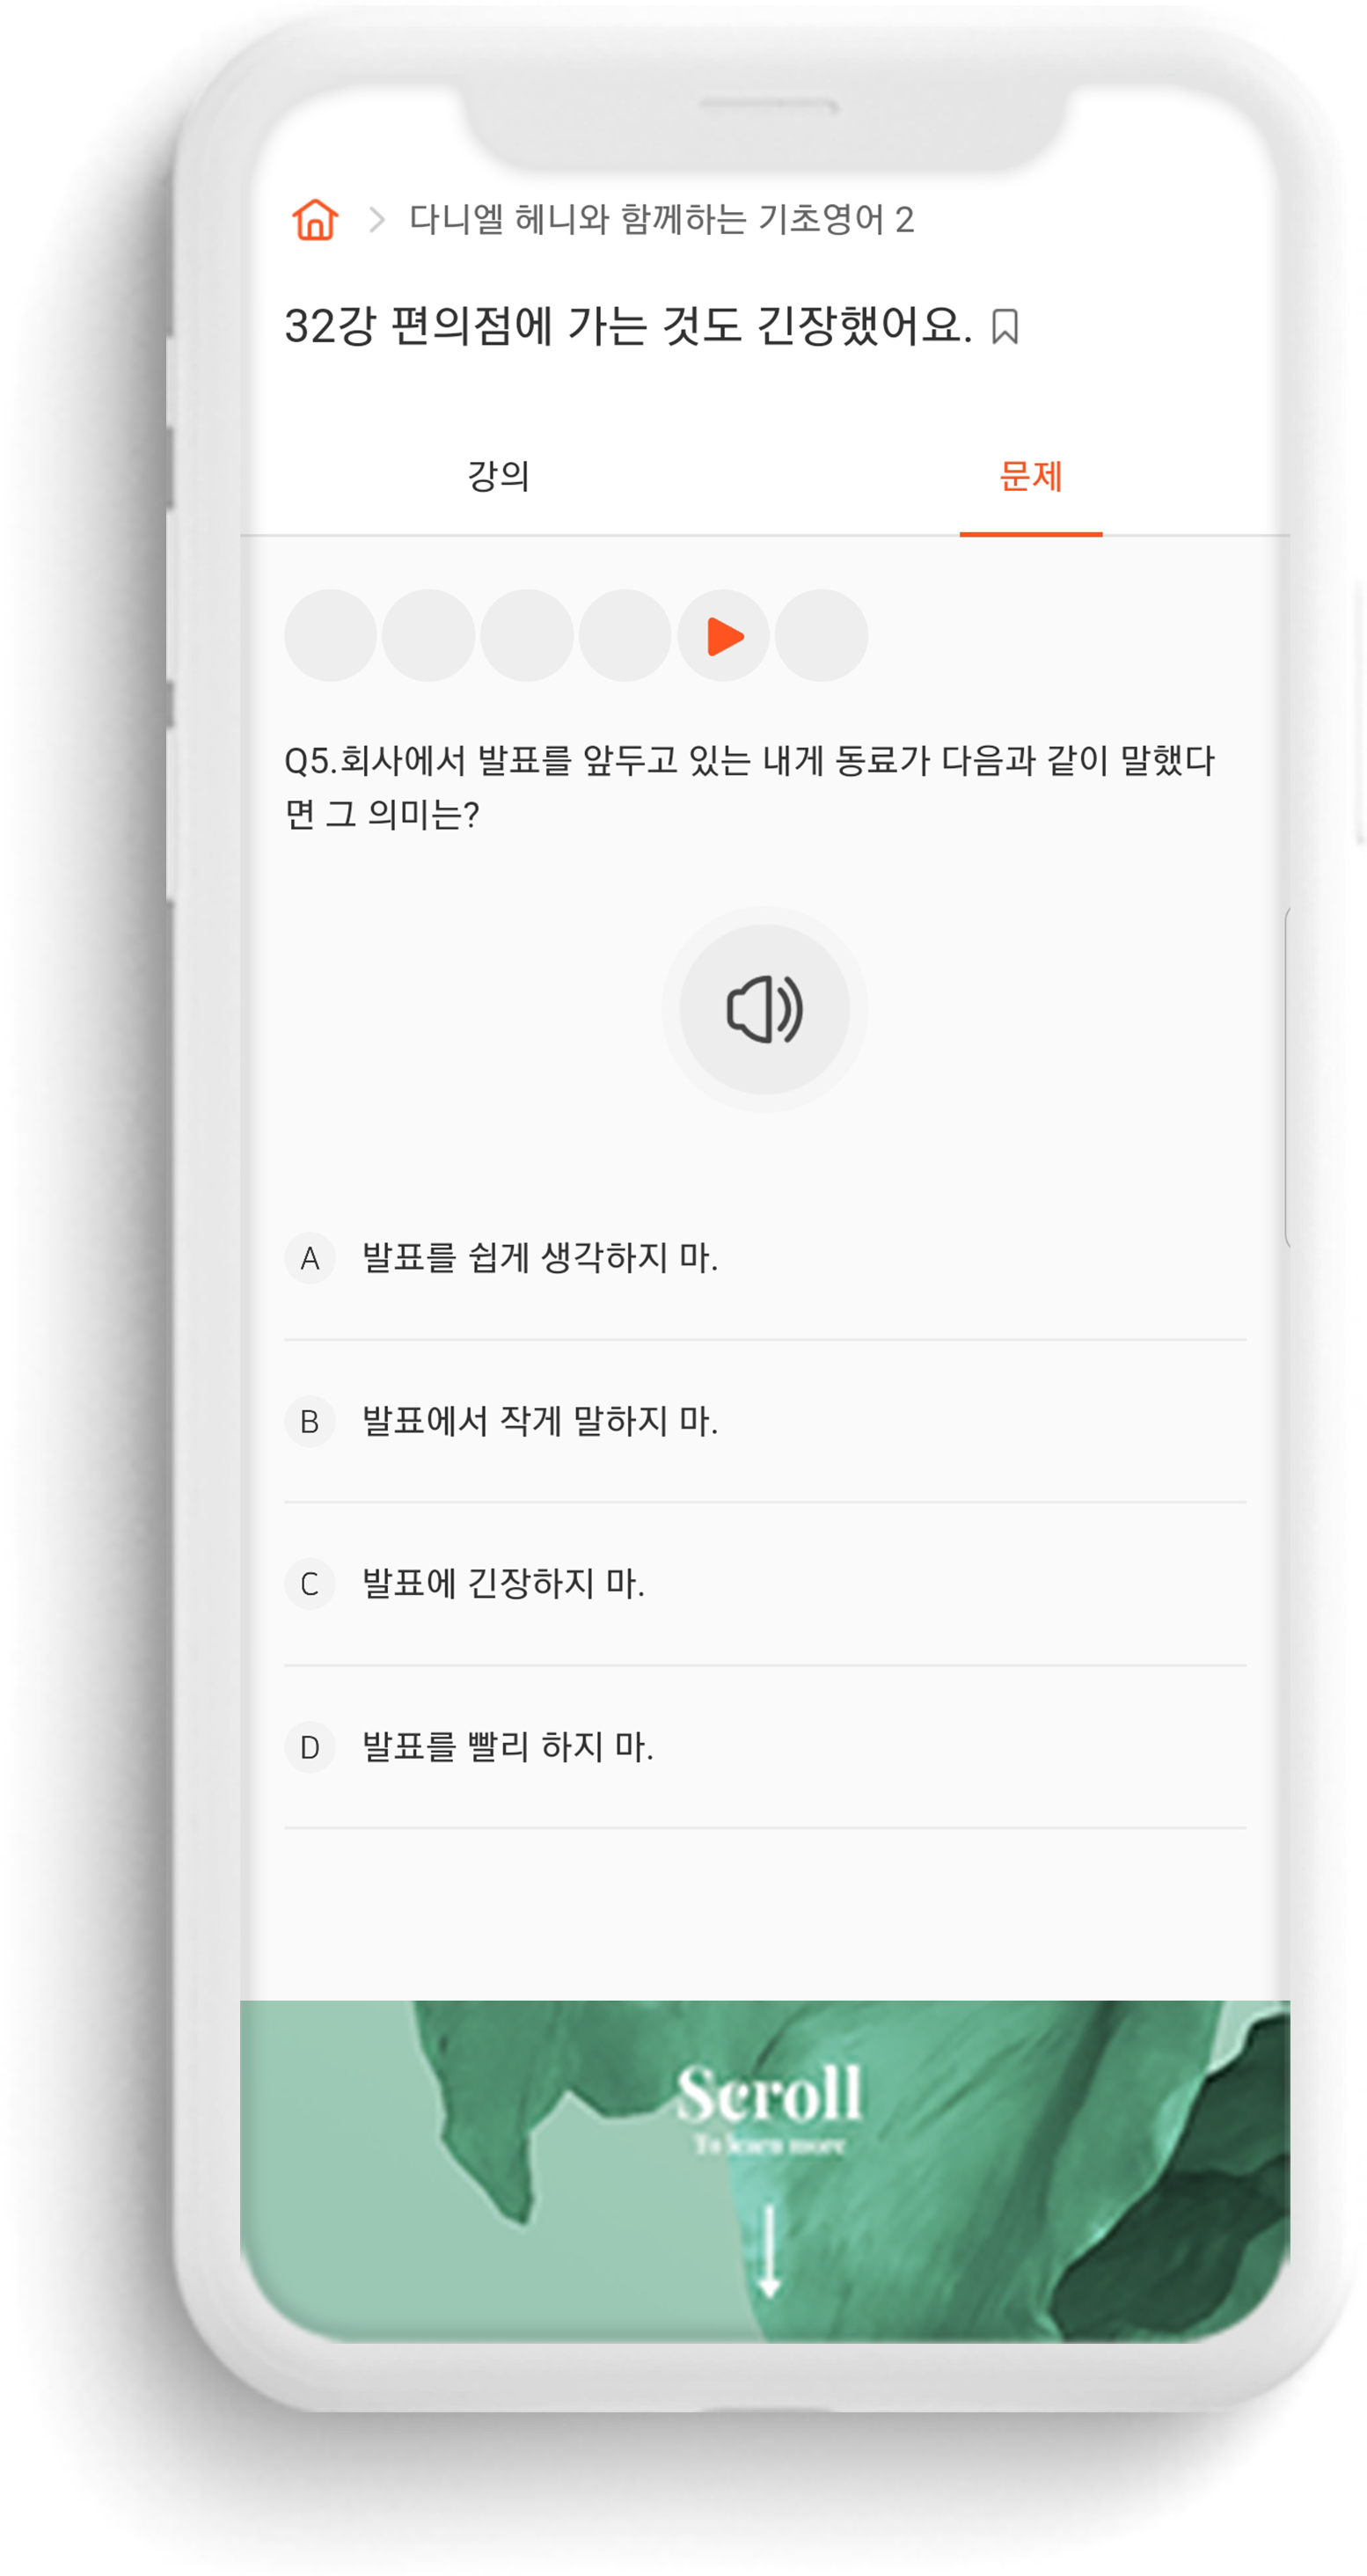 다니엘 헤니와 함께하는 기초영어 2
32강 편의점에 가는 것도 긴장했어요.
강의 문제
Q5.회사에서 발표를 앞두고 있는 내게 동료가 다음과 같이 말했다
면 그 의미는?
A 발표를 쉽게 생각하지 마.
B 발표에서 작게 말하지 마.
C 발표에 긴장하지 마.
D 발표를 빨리 하지 마.
Scroll
To learn more